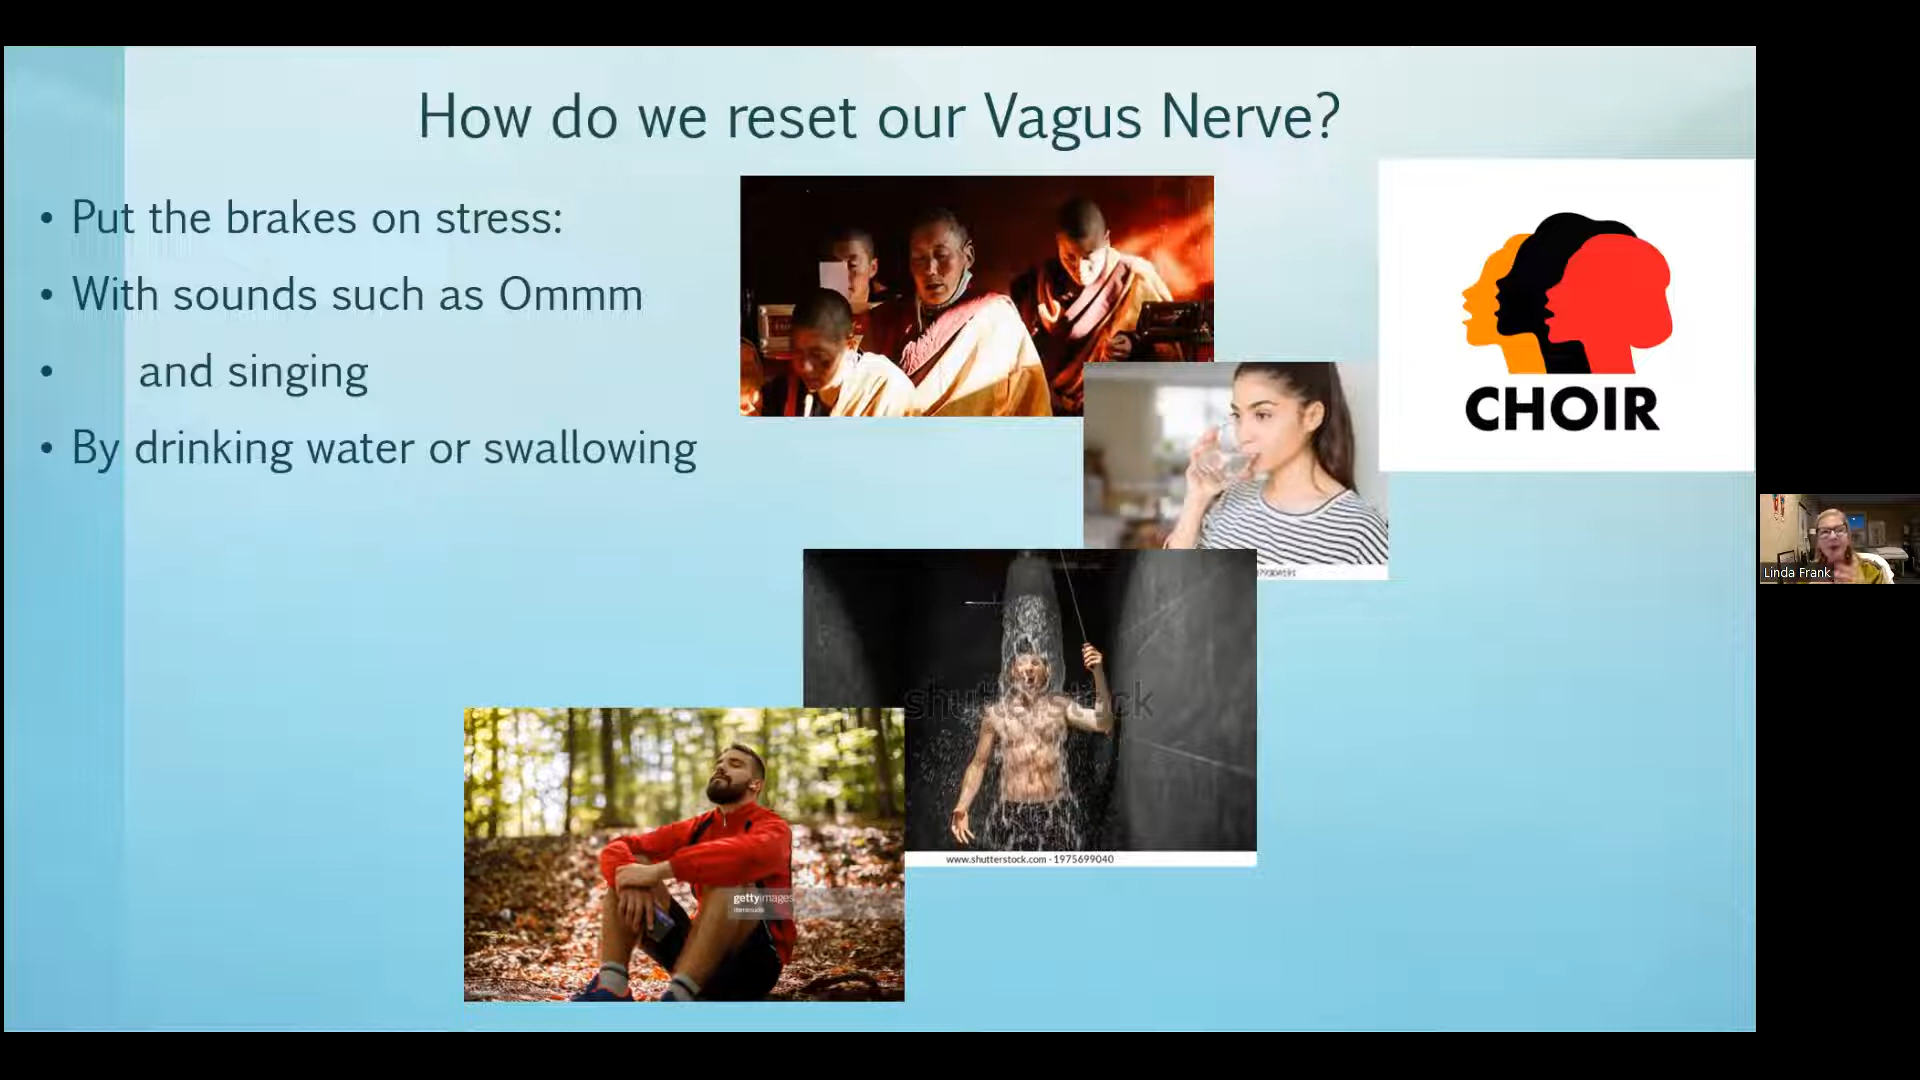 How do we reset our Vagus Nerve?
• Put the brakes on stress:
• With sounds such as Ommm
• and singing
• By drinking water or swallowing
CHOIR
shutterstock
www.shutterstock.com · 1975699040
gettyimages
Linda Frank